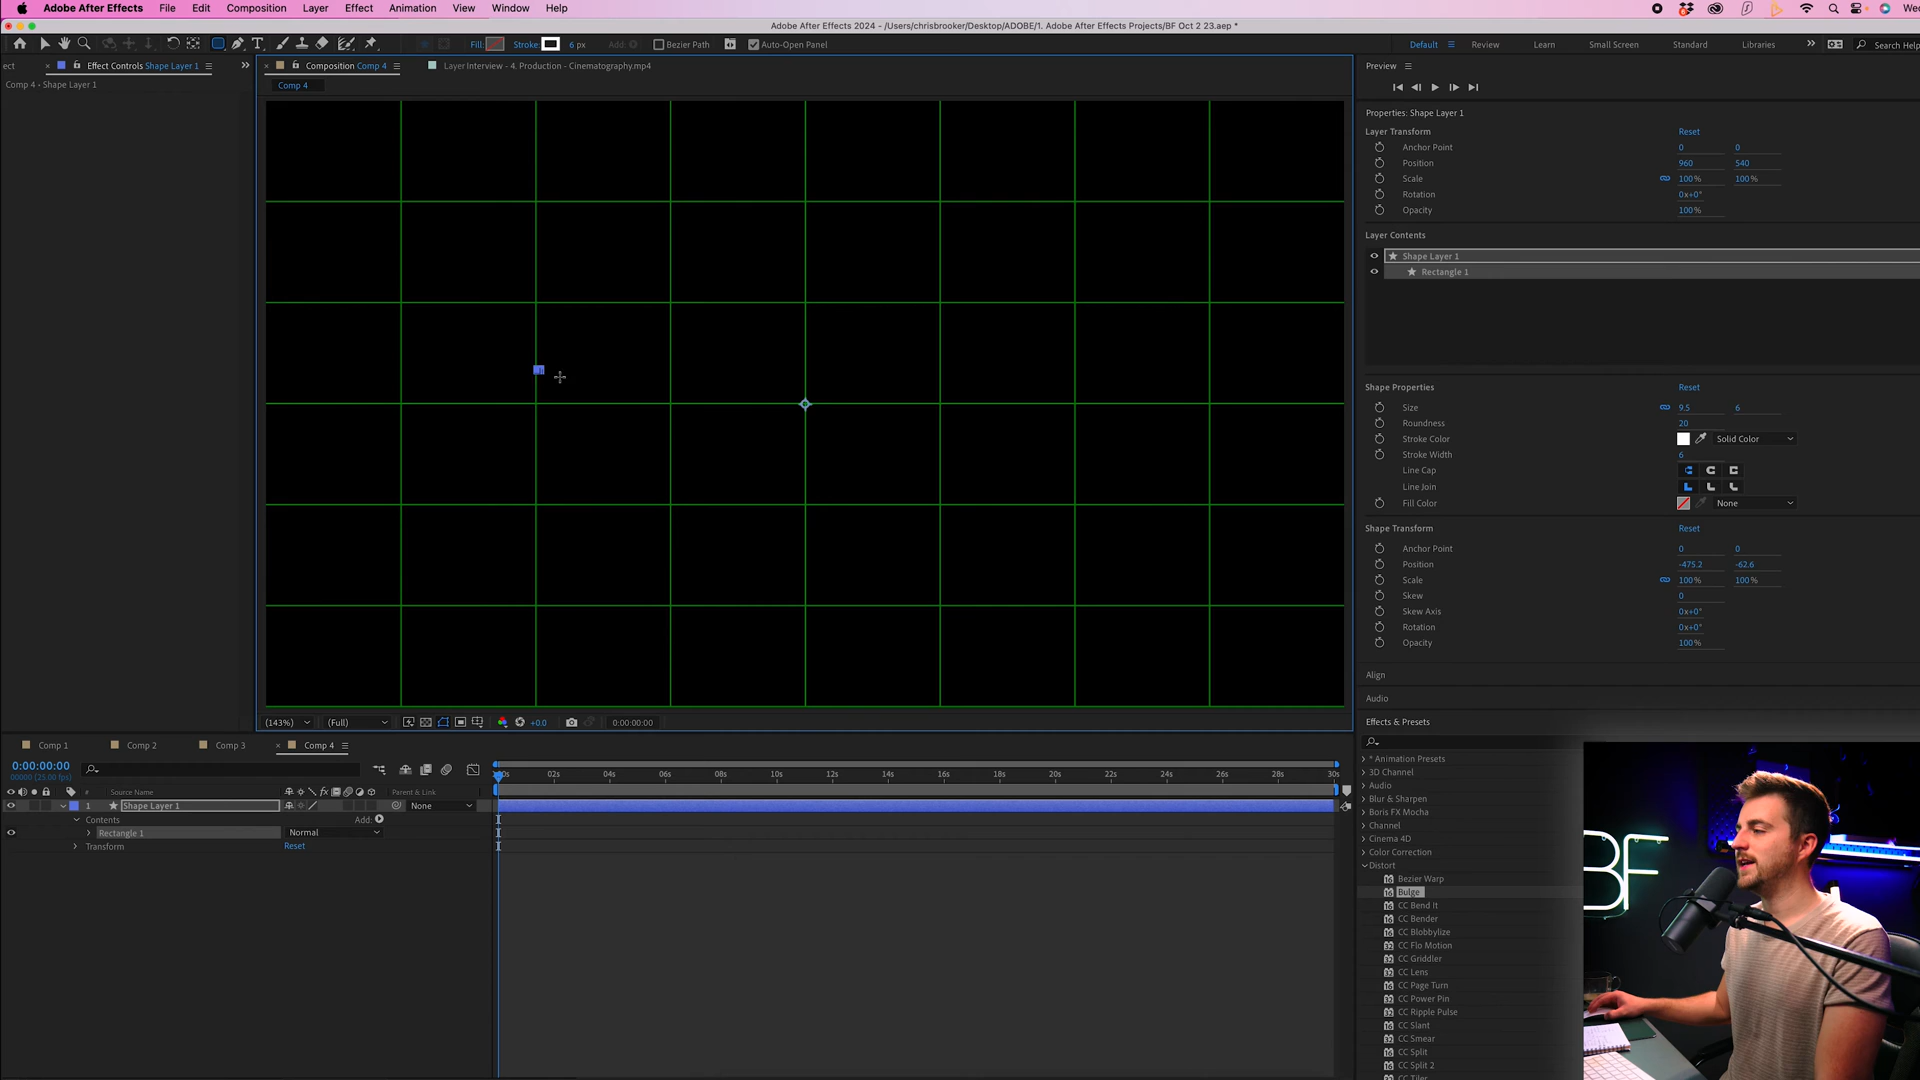 Adobe After Effects File Edit Composition Layer Effect Animation View Window Help
Adobe After Effects 2024 - /Users/chrisbrooker/Desktop/ADOBE/1. Adobe After Effects Projects/BF Oct 2 23.aep *
Fill: Stroke: 6 px Add: Bezier Path Auto-Open Panel Default Review Learn Small Screen Standard Libraries Search Help
ect Effect Controls Shape Layer 1 Composition Comp 4 Layer Interview - 4. Production - Cinematography.mp4 Preview
Comp 4 • Shape Layer 1 Comp 4
Properties: Shape Layer 1
Layer Transform Reset
Anchor Point 0 0
Position 960 540
Scale 100% 100%
Rotation 0x+0°
Opacity 100%
Layer Contents
Shape Layer 1
Rectangle 1
Shape Properties Reset
Size 9.5 6
Roundness 20
Stroke Color Solid Color
Stroke Width 6
Line Cap
Line Join
Fill Color None
Shape Transform Reset
Anchor Point 0 0
Position -475.2 -62.6
Scale 100% 100%
Skew 0
Skew Axis 0x+0°
Rotation 0x+0°
Opacity 100%
Align
Audio
Effects & Presets
* Animation Presets
3D Channel
Audio
Blur & Sharpen
Boris FX Mocha
Channel
Cinema 4D
Color Correction
Distort
Bezier Warp
Bulge
CC Bend It
CC Bender
CC Blobbylize
CC Flo Motion
CC Griddler
CC Lens
CC Page Turn
CC Power Pin
CC Ripple Pulse
CC Slant
CC Smear
CC Split
CC Split 2
CC Tiler
BF
(143%) (Full) +0.0 0:00:00:00
Comp 1 Comp 2 Comp 3 Comp 4
0:00:00:00
00000 (25.00 fps)
02s 04s 06s 08s 10s 12s 14s 16s 18s 20s 22s 24s 26s 28s 30s
# Source Name Parent & Link
1 Shape Layer 1 None
Contents Add:
Rectangle 1 Normal
Transform Reset